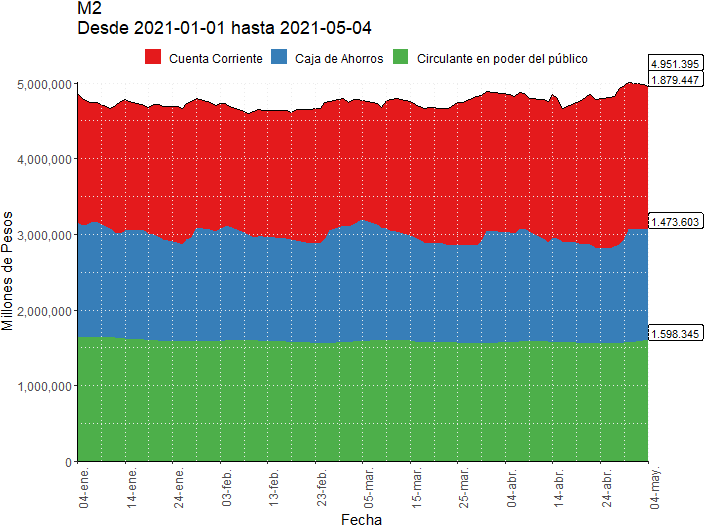 M2
Desde 2021-01-01 hasta 2021-05-04
Cuenta Corriente
Caja de Ahorros
Circulante en poder del público
4.951.395
1.879.447
1.473.603
1.598.345
5,000,000
4,000,000
3,000,000
2,000,000
1,000,000
0
Millones de Pesos
04-ene.
14-ene.
24-ene.
03-feb.
13-feb.
23-feb.
05-mar.
15-mar.
25-mar.
04-abr.
14-abr.
24-abr.
04-may.
Fecha